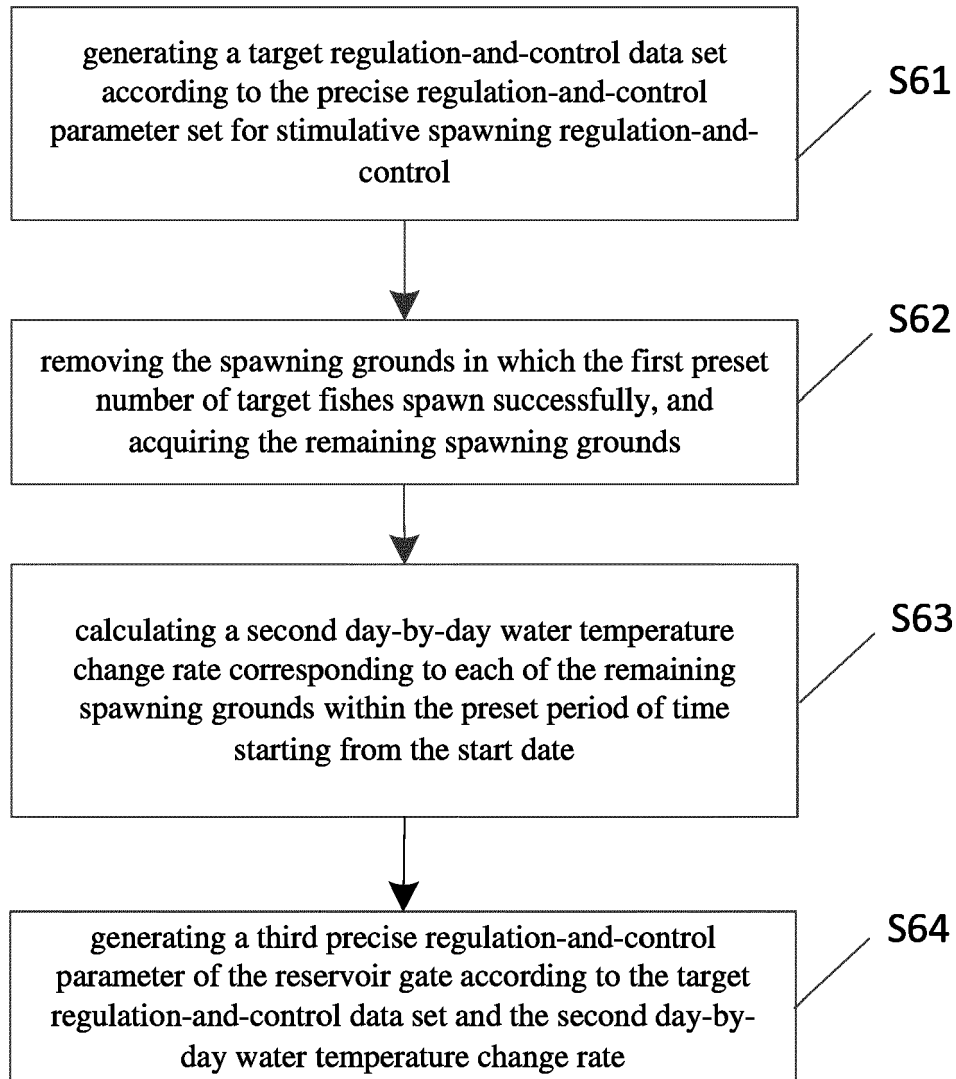 generating a target regulation-and-control data set
according to the precise regulation-and-control
parameter set for stimulative spawning regulation-and-
control
S61
removing the spawning grounds in which the first preset
number of target fishes spawn successfully, and
acquiring the remaining spawning grounds
S62
calculating a second day-by-day water temperature
change rate corresponding to each of the remaining
spawning grounds within the preset period of time
starting from the start date
S63
generating a third precise regulation-and-control
parameter of the reservoir gate according to the target
regulation-and-control data set and the second day-by-
day water temperature change rate
S64